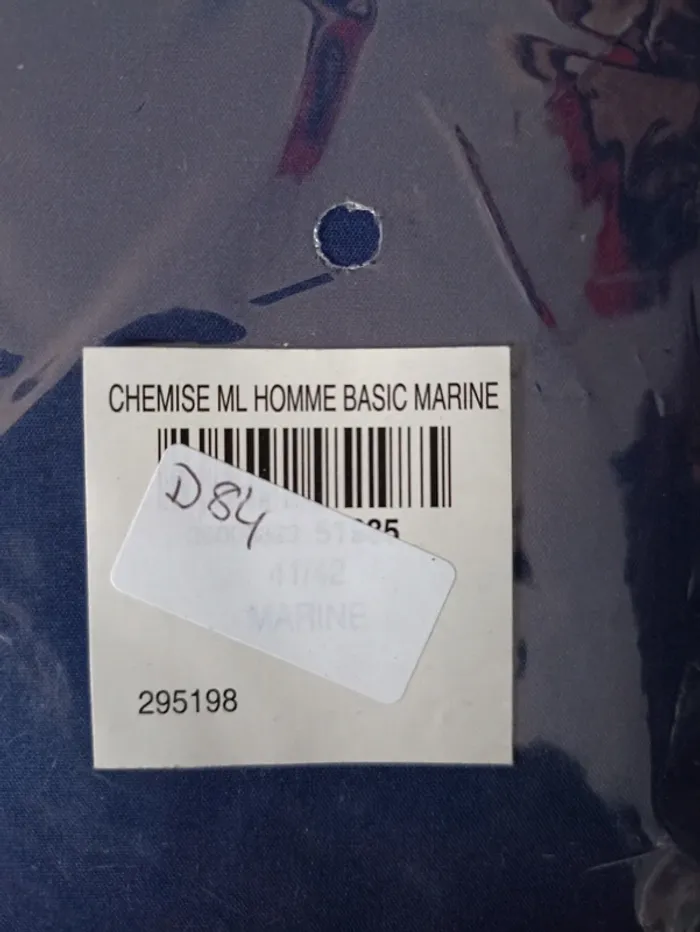 CHEMISE ML HOMME BASIC MARINE
D84
41/42
MARINE
295198